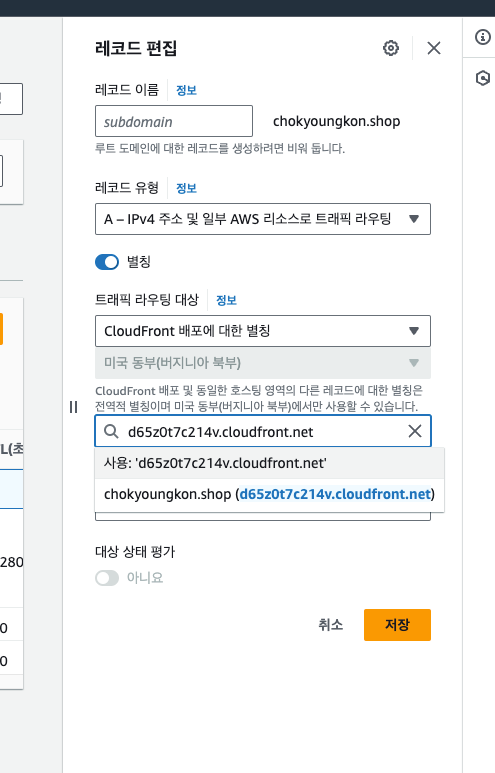 레코드 편집
레코드 이름 정보
subdomain chokyoungkon.shop
루트 도메인에 대한 레코드를 생성하려면 비워 둡니다.
레코드 유형 정보
A – IPv4 주소 및 일부 AWS 리소스로 트래픽 라우팅
별칭
트래픽 라우팅 대상 정보
CloudFront 배포에 대한 별칭
미국 동부(버지니아 북부)
CloudFront 배포 및 동일한 호스팅 영역의 다른 레코드에 대한 별칭은
전역적 별칭이며 미국 동부(버지니아 북부)에서만 사용할 수 있습니다.
d65z0t7c214v.cloudfront.net
L(초
사용: 'd65z0t7c214v.cloudfront.net'
chokyoungkon.shop (d65z0t7c214v.cloudfront.net)
대상 상태 평가
280
아니요
0
취소 저장
0